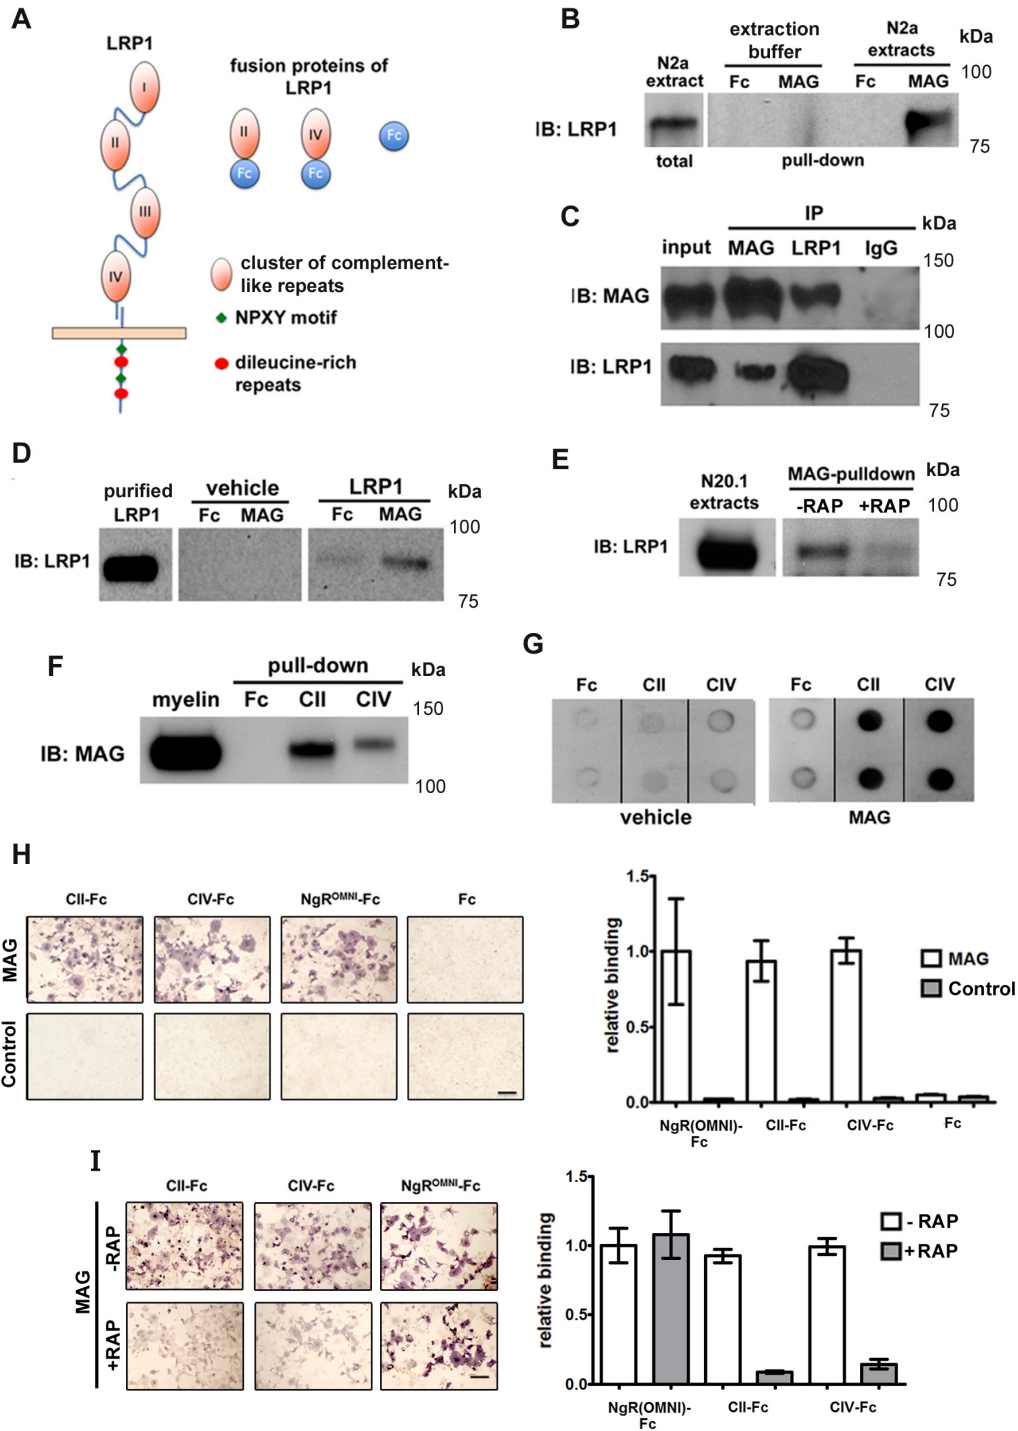 A
LRP1
I
II
III
IV
fusion proteins of
LRP1
II
IV
Fc
Fc
Fc
cluster of complement-
like repeats
NPXY motif
dileucine-rich
repeats
B
N2a
extract
extraction
buffer
N2a
extracts
kDa
Fc
MAG
Fc
MAG
100
IB: LRP1
75
total
pull-down
C
IP
kDa
input
MAG
LRP1
IgG
150
IB: MAG
100
IB: LRP1
75
D
purified
LRP1
vehicle
LRP1
kDa
Fc
MAG
Fc
MAG
100
IB: LRP1
75
E
N20.1
extracts
MAG-pulldown
kDa
-RAP
+RAP
100
IB: LRP1
75
F
pull-down
kDa
myelin
Fc
CII
CIV
150
IB: MAG
100
G
Fc
CII
CIV
Fc
CII
CIV
vehicle
MAG
H
CII-Fc
CIV-Fc
NgROMNI-Fc
Fc
MAG
Control
relative binding
1.5
1.0
0.5
0.0
MAG
Control
NgR(OMNI)-
Fc
CII-Fc
CIV-Fc
Fc
I
CII-Fc
CIV-Fc
NgROMNI-Fc
MAG
-RAP
+RAP
relative binding
1.5
1.0
0.5
0.0
- RAP
+RAP
NgR(OMNI)-
Fc
CII-Fc
CIV-Fc